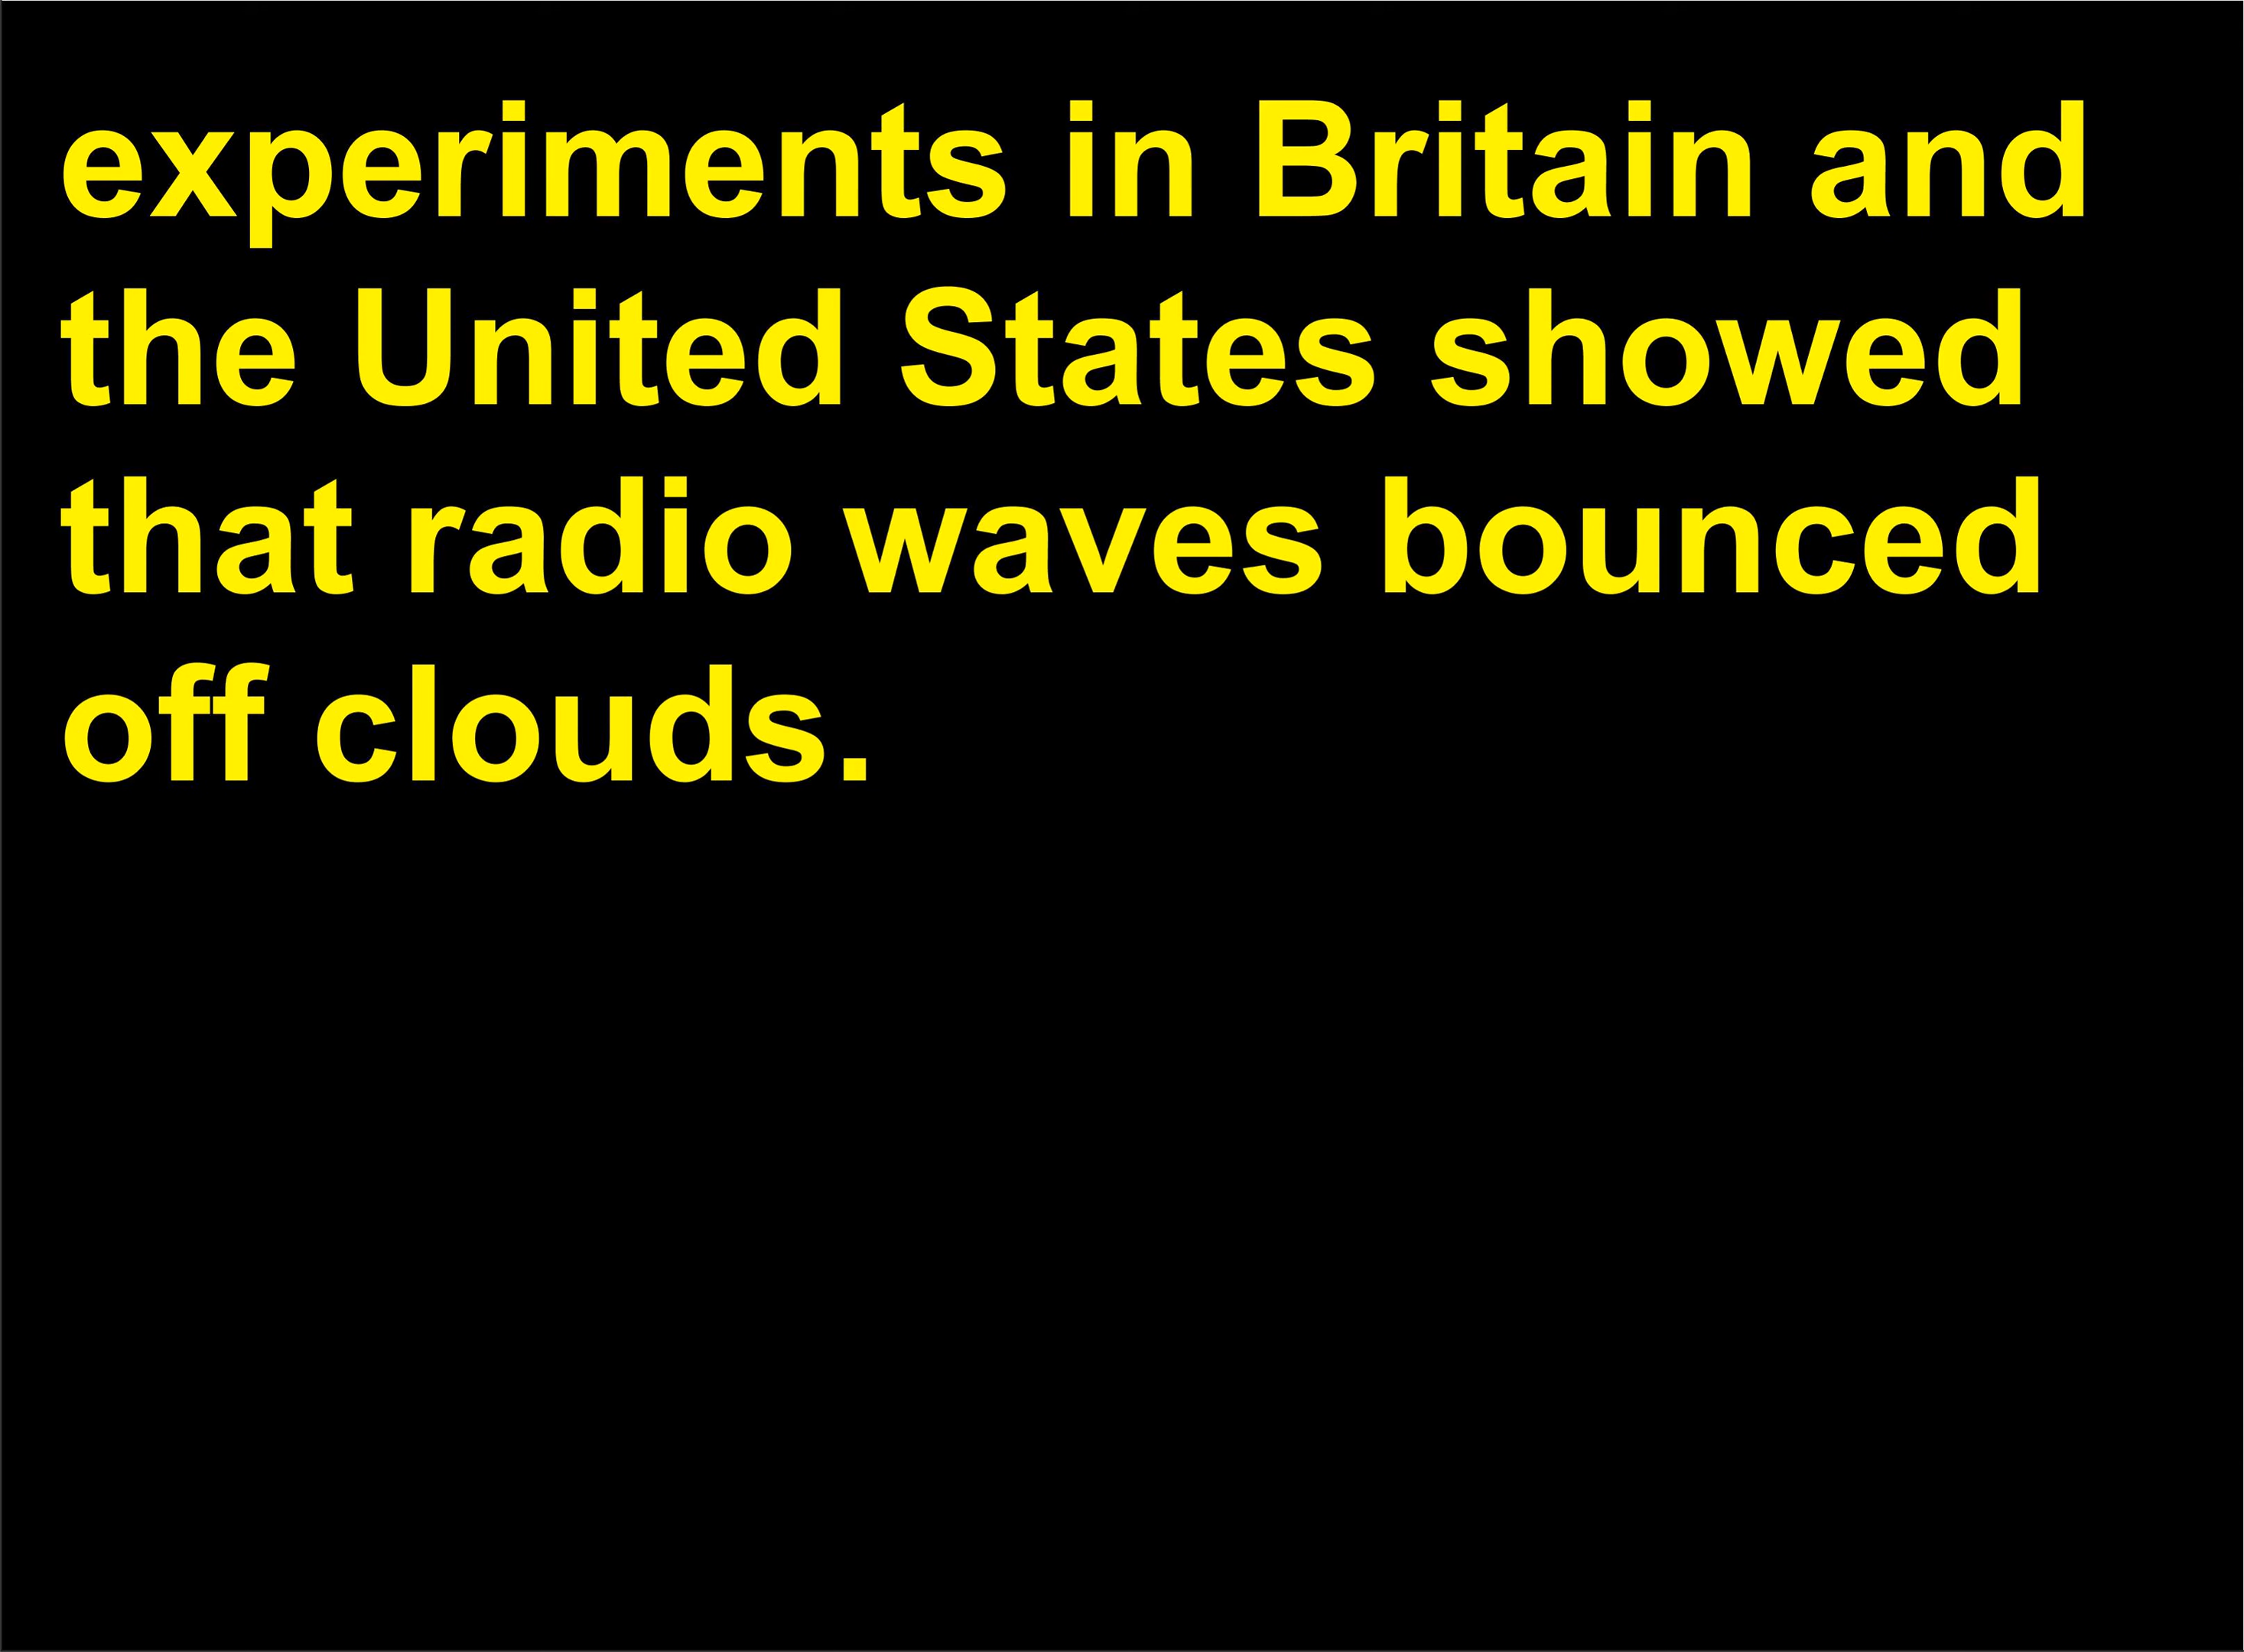 experiments in Britain and
the United States showed
that radio waves bounced
off clouds.